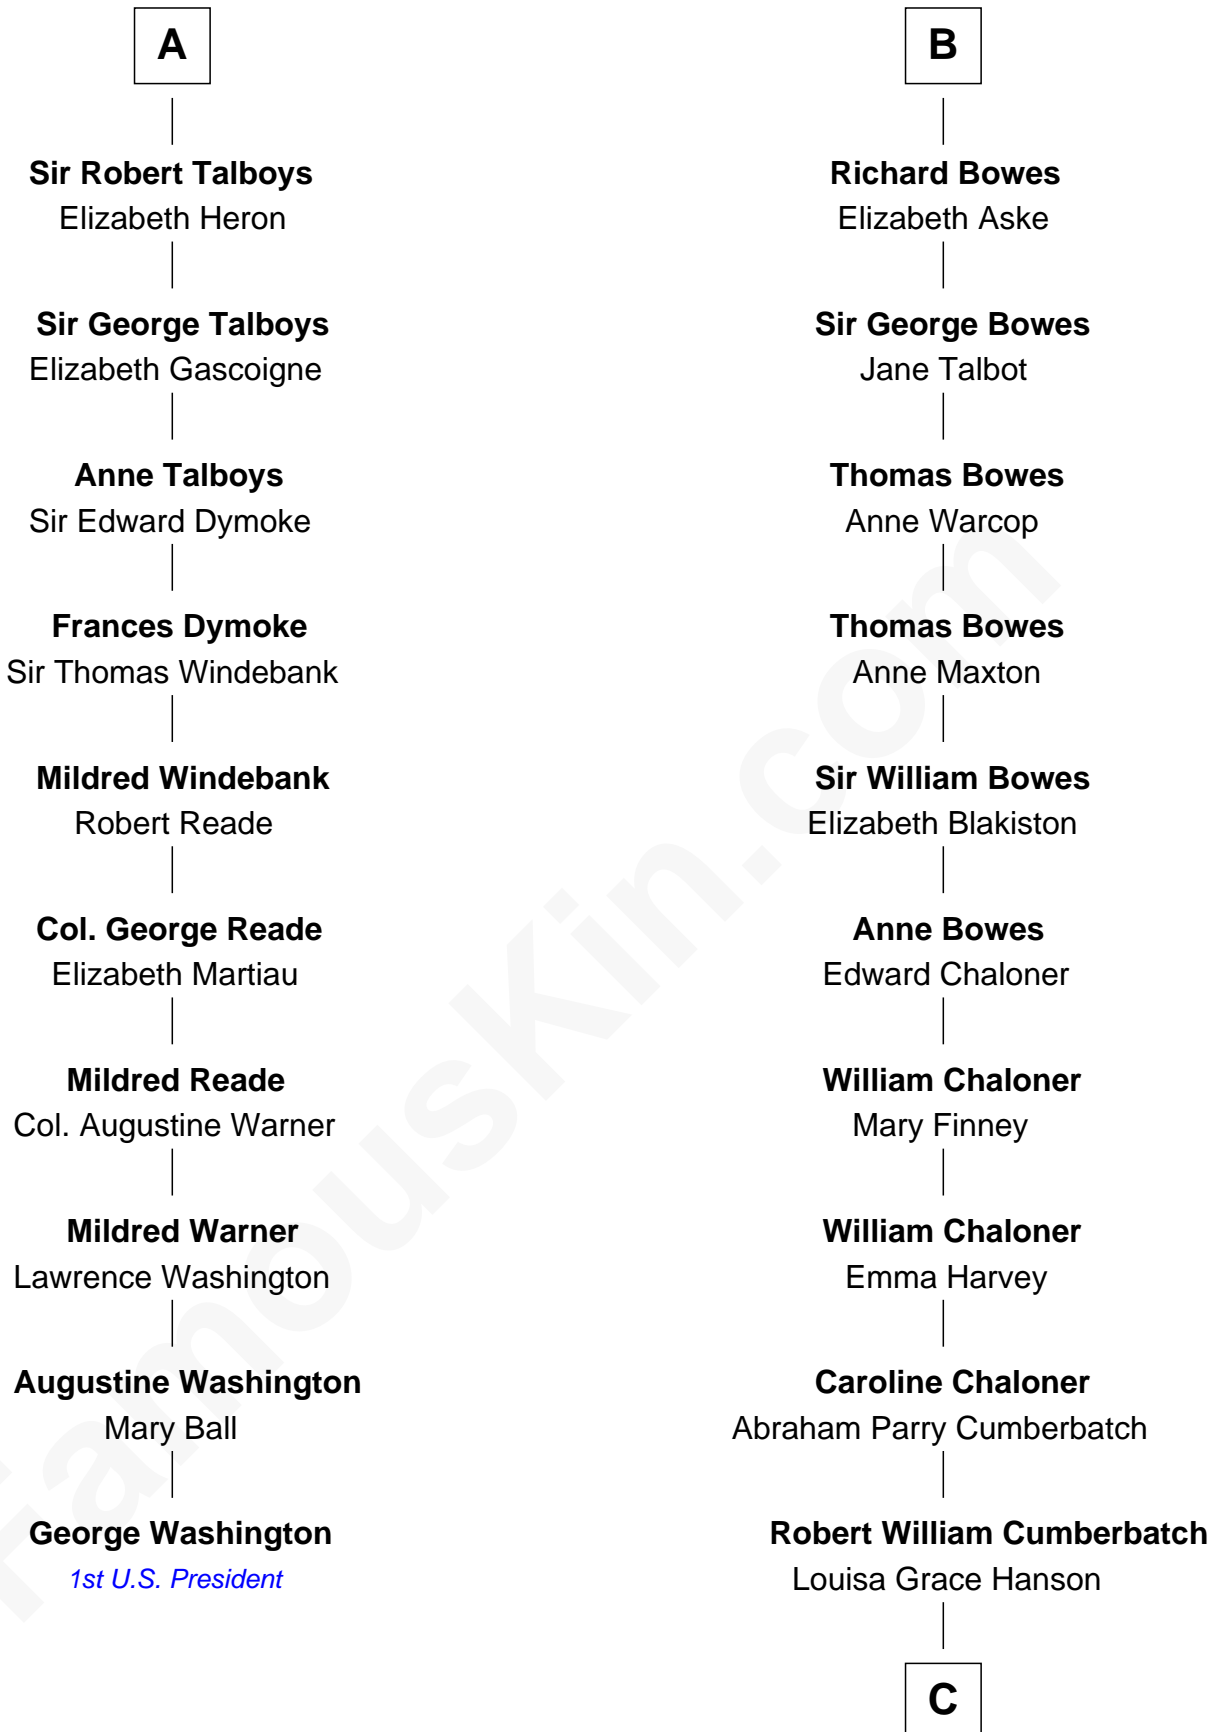 A
Sir Robert Talboys
Elizabeth Heron
Sir George Talboys
Elizabeth Gascoigne
Anne Talboys
Sir Edward Dymoke
Frances Dymoke
Sir Thomas Windebank
Mildred Windebank
Robert Reade
Col. George Reade
Elizabeth Martiau
Mildred Reade
Col. Augustine Warner
Mildred Warner
Lawrence Washington
Augustine Washington
Mary Ball
George Washington
1st U.S. President
B
Richard Bowes
Elizabeth Aske
Sir George Bowes
Jane Talbot
Thomas Bowes
Anne Warcop
Thomas Bowes
Anne Maxton
Sir William Bowes
Elizabeth Blakiston
Anne Bowes
Edward Chaloner
William Chaloner
Mary Finney
William Chaloner
Emma Harvey
Caroline Chaloner
Abraham Parry Cumberbatch
Robert William Cumberbatch
Louisa Grace Hanson
C
FamousKin.com